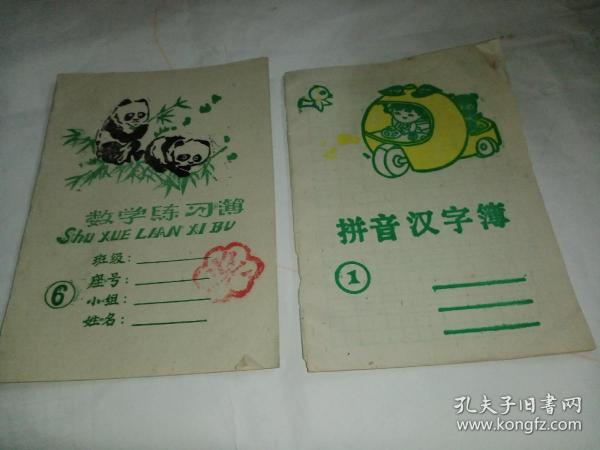 数学练习簿
Shu XUE LIAN XI BU
班级:
座号:
小组:
姓名:
6
拼音汉字簿
1
孔夫子旧书网
www.kongfz.com